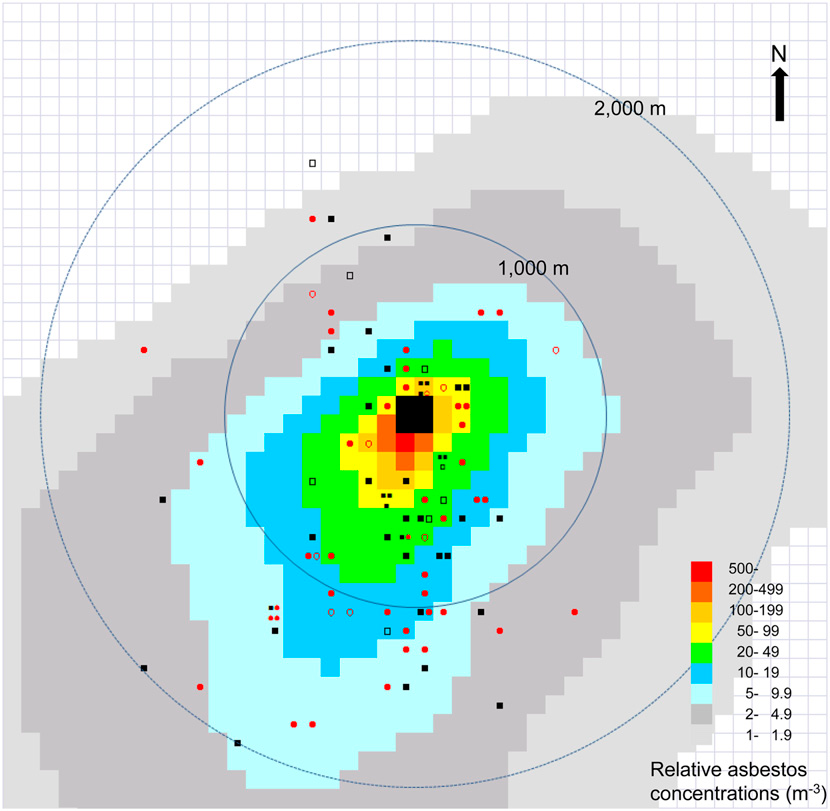 N
2,000 m
1,000 m
500-
200-499
100-199
50- 99
20- 49
10- 19
5- 9.9
2- 4.9
1- 1.9
Relative asbestos
concentrations (m-3)